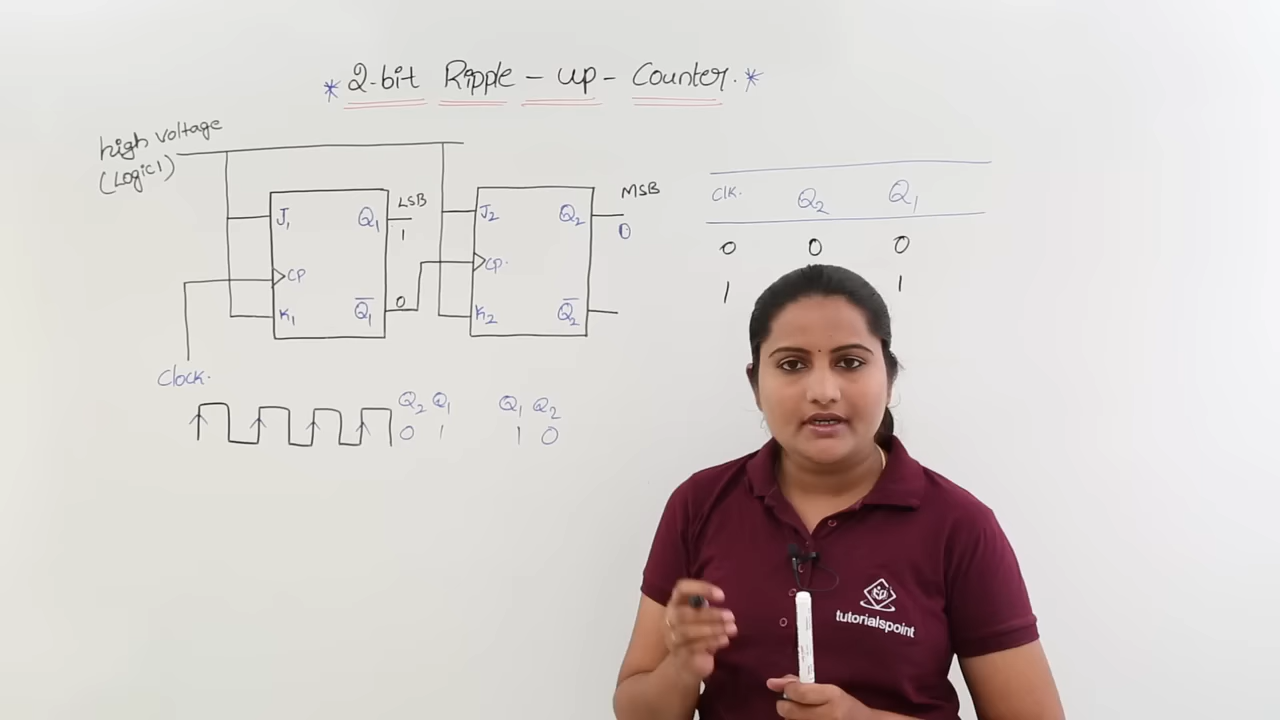 * 2-bit Ripple - up - Counter. *
high voltage
(Logic 1)
J1 Q1 LSB
1
CP
K1 Q̅1 0
J2 Q2 MSB
0
CP.
K2 Q̅2
Clock.
Q2 Q1 Q1 Q2
0 1 1 0
Clk. Q2 Q1
0 0 0
1 1
tutorialspoint